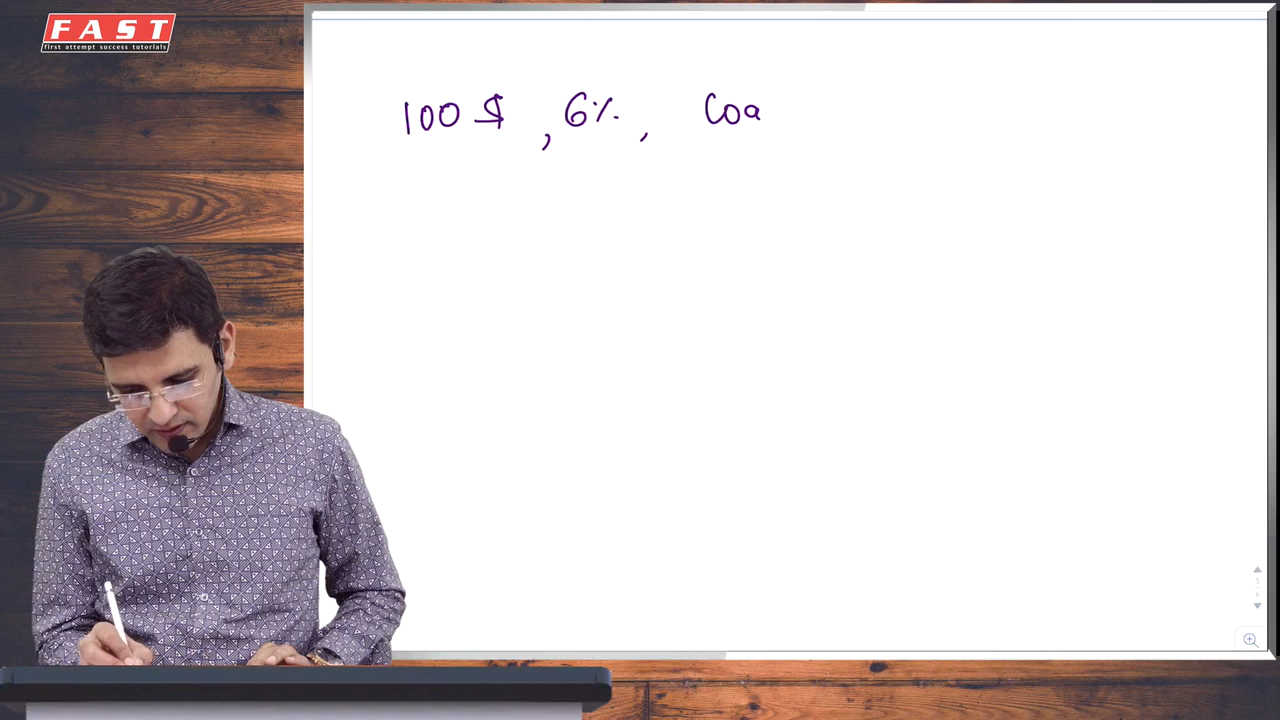 FAST
first attempt success tutorials
100 $ , 6% , Coa